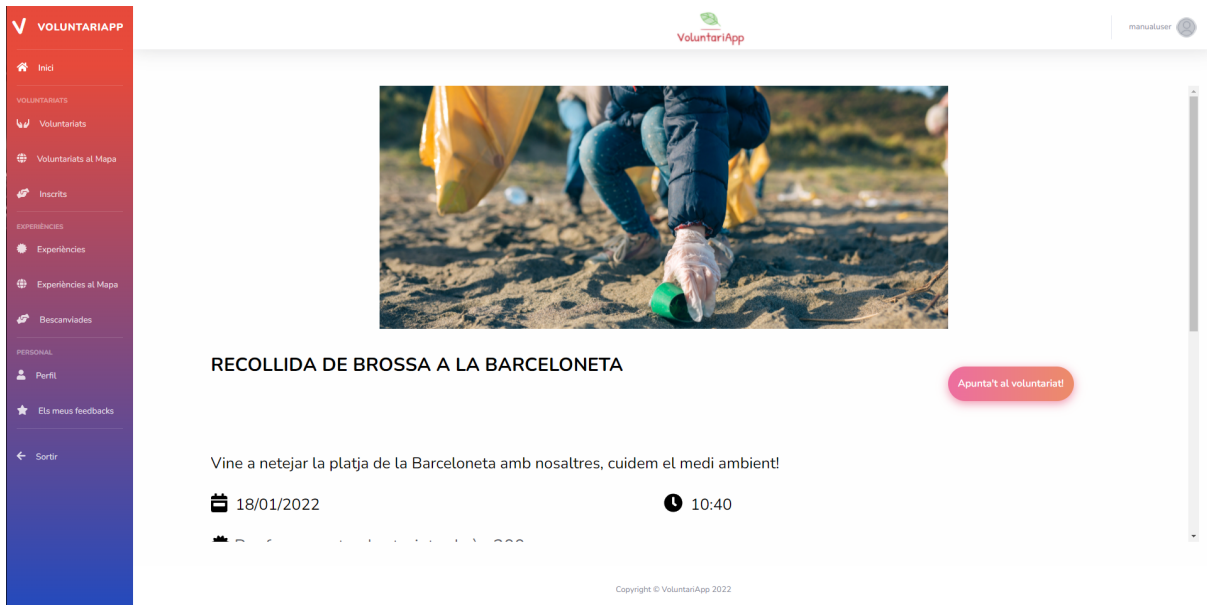 VOLUNTARIAPP
Inici
VOLUNTARIATS
Voluntariats
Voluntariats al Mapa
Inscrits
EXPERIÈNCIES
Experiències
Experiències al Mapa
Bescanviades
PERSONAL
Perfil
Els meus feedbacks
Sortir
VoluntariApp
manualuser
RECOLLIDA DE BROSSA A LA BARCELONETA
Apunta't al voluntariat!
Vine a netejar la platja de la Barceloneta amb nosaltres, cuidem el medi ambient!
18/01/2022
10:40
Copyright © VoluntariApp 2022